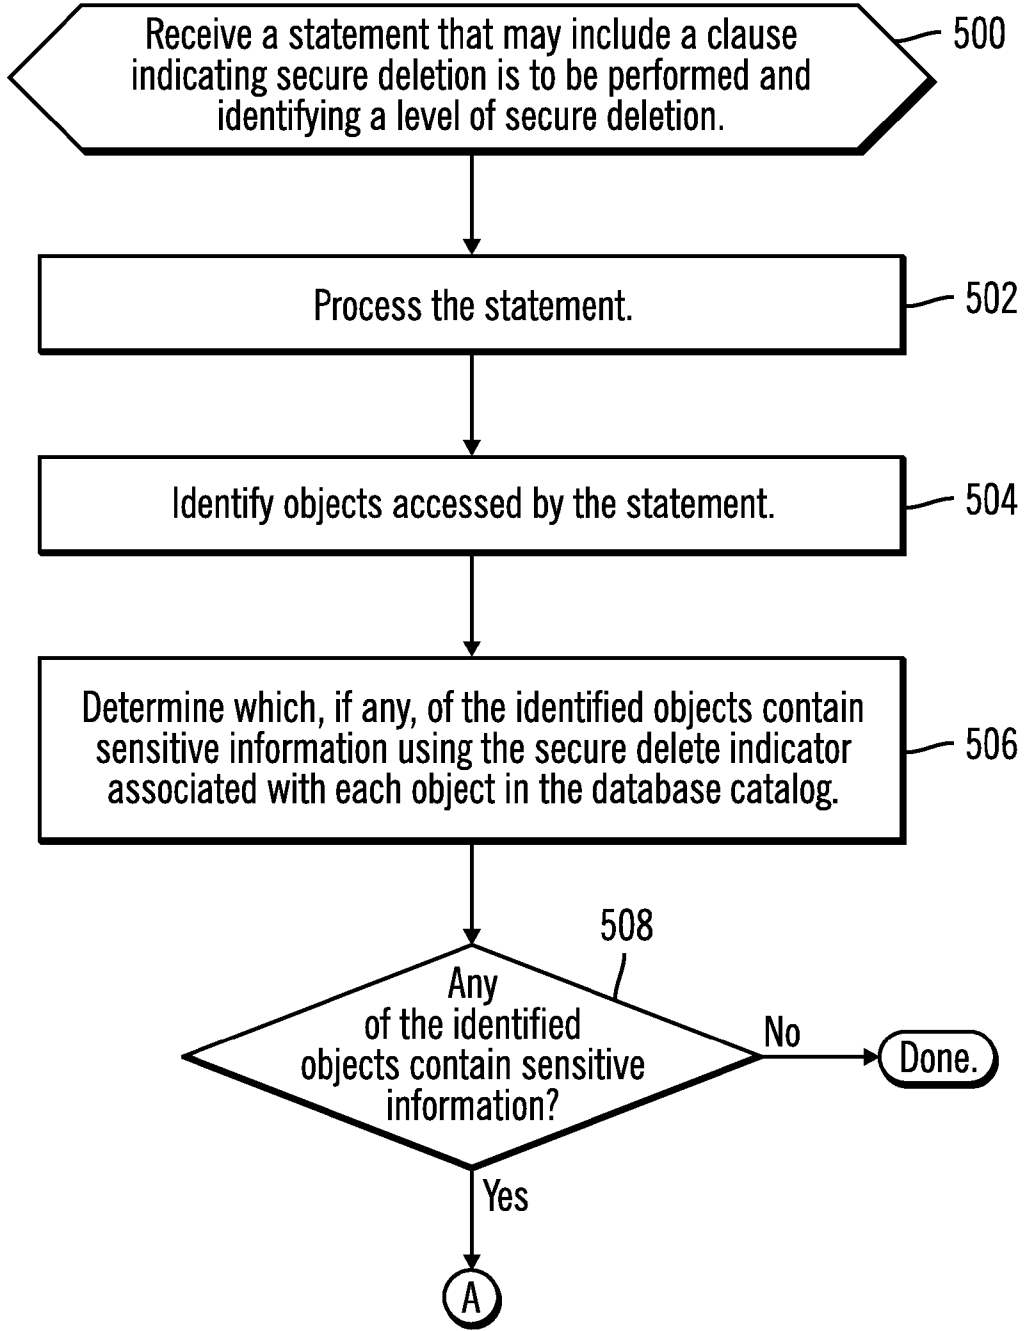 Receive a statement that may include a clause
indicating secure deletion is to be performed and
identifying a level of secure deletion.
500
Process the statement.
502
Identify objects accessed by the statement.
504
Determine which, if any, of the identified objects contain
sensitive information using the secure delete indicator
associated with each object in the database catalog.
506
508
Any
of the identified
objects contain sensitive
information?
No
Done.
Yes
A